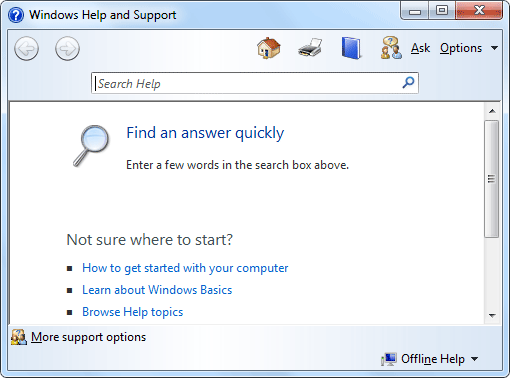 Windows Help and Support
Ask Options
Search Help
Find an answer quickly
Enter a few words in the search box above.
Not sure where to start?
How to get started with your computer
Learn about Windows Basics
Browse Help topics
More support options
Offline Help